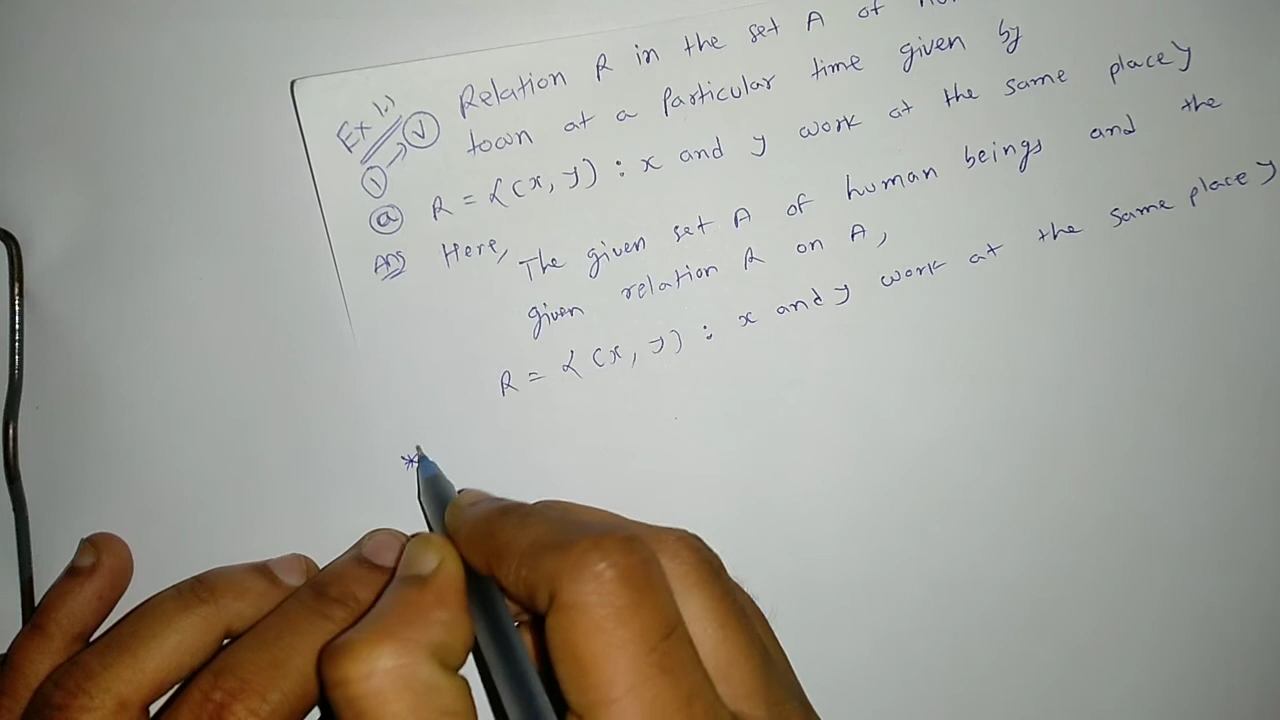 Ex 1.1
① → ⓥ Relation R in the set A of
town at a particular time given by
ⓐ R = {(x, y) : x and y work at the same place}
Ans Here, The given set A of human beings and the
given relation R on A,
R = {(x, y) : x and y work at the same place}
*